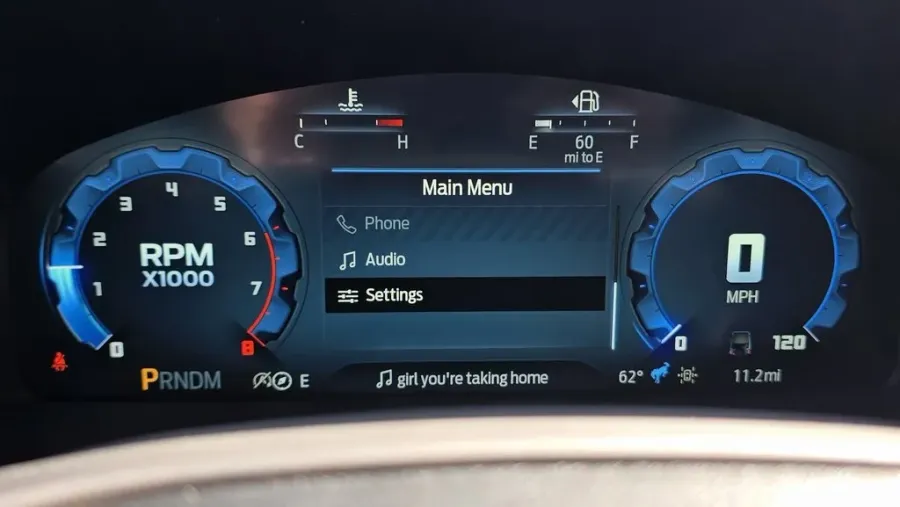 C H
E 60 F
mi to E
Main Menu
Phone
Audio
Settings
RPM
X1000
0
1
2
3
4
5
6
7
8
0
MPH
0
120
PRNDM
E
girl you're taking home
62°
11.2mi